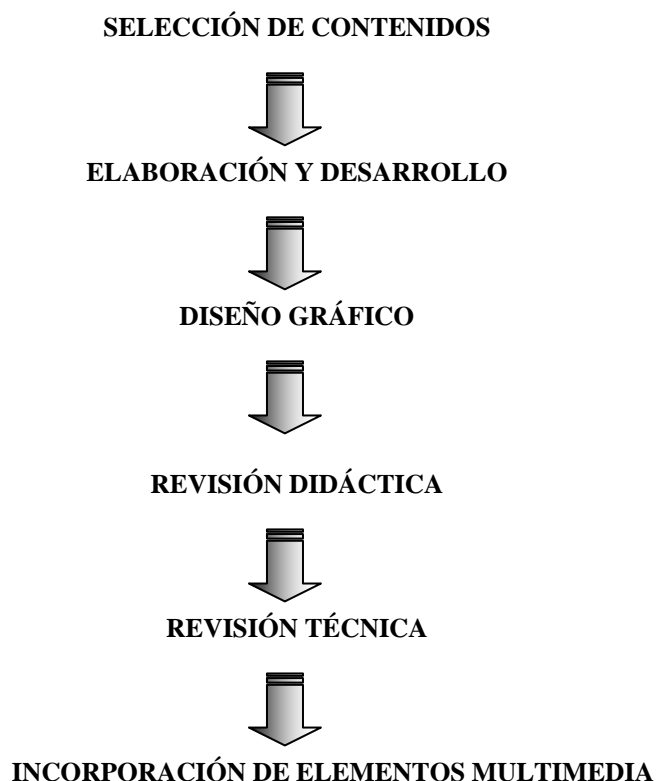 SELECCIÓN DE CONTENIDOS
ELABORACIÓN Y DESARROLLO
DISEÑO GRÁFICO
REVISIÓN DIDÁCTICA
REVISIÓN TÉCNICA
INCORPORACIÓN DE ELEMENTOS MULTIMEDIA